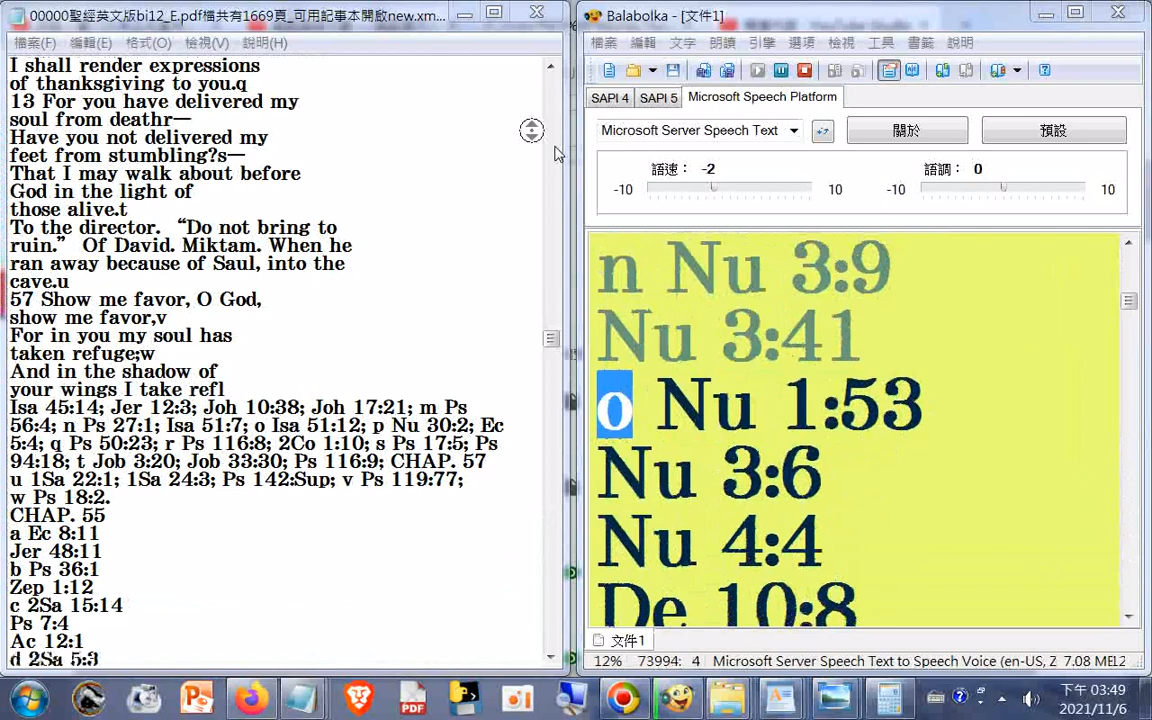 00000聖經英文版bi12_E.pdf檔共有1669頁_可用記事本開啟new.xm...
檔案(F) 編輯(E) 格式(O) 檢視(V) 說明(H)
I shall render expressions
of thanksgiving to you.q
13 For you have delivered my
soul from deathr—
Have you not delivered my
feet from stumbling?s—
That I may walk about before
God in the light of
those alive.t
To the director. “Do not bring to
ruin.” Of David. Miktam. When he
ran away because of Saul, into the
cave.u
57 Show me favor, O God,
show me favor,v
For in you my soul has
taken refuge;w
And in the shadow of
your wings I take refl
Isa 45:14; Jer 12:3; Joh 10:38; Joh 17:21; m Ps
56:4; n Ps 27:1; Isa 51:7; o Isa 51:12; p Nu 30:2; Ec
5:4; q Ps 50:23; r Ps 116:8; 2Co 1:10; s Ps 17:5; Ps
94:18; t Job 3:20; Job 33:30; Ps 116:9; CHAP. 57
u 1Sa 22:1; 1Sa 24:3; Ps 142:Sup; v Ps 119:77;
w Ps 18:2.
CHAP. 55
a Ec 8:11
Jer 48:11
b Ps 36:1
Zep 1:12
c 2Sa 15:14
Ps 7:4
Ac 12:1
d 2Sa 5:3
Balabolka - [文件1]
檔案 編輯 文字 朗讀 引擎 選項 檢視 工具 書籤 說明
SAPI 4 SAPI 5 Microsoft Speech Platform
Microsoft Server Speech Text 關於 預設
語速: -2 語調: 0
-10 10 -10 10
n Nu 3:9
Nu 3:41
o Nu 1:53
Nu 3:6
Nu 4:4
De 10:8
文件1
12% 73994: 4 Microsoft Server Speech Text to Speech Voice (en-US, Z 7.08 ME12
PDF
下午 03:49
2021/11/6